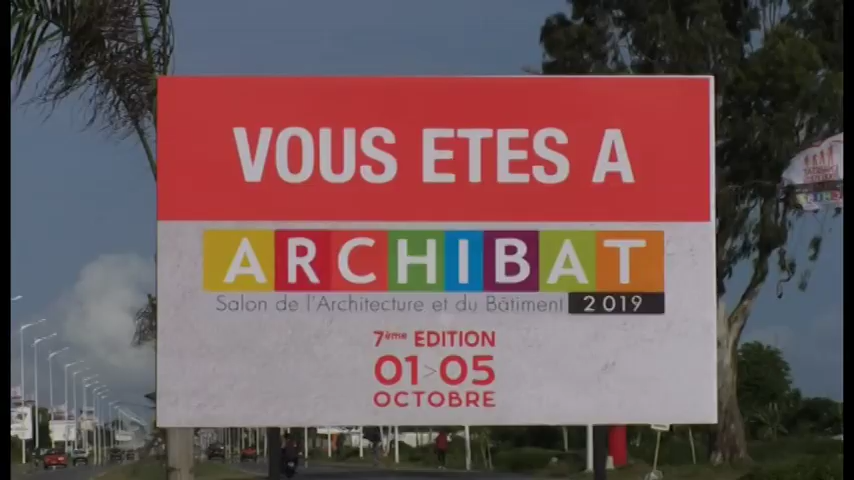 VOUS ETES A
ARCHIBAT
Salon de l'Architecture et du Bâtiment 2019
7ème EDITION
01>05
OCTOBRE